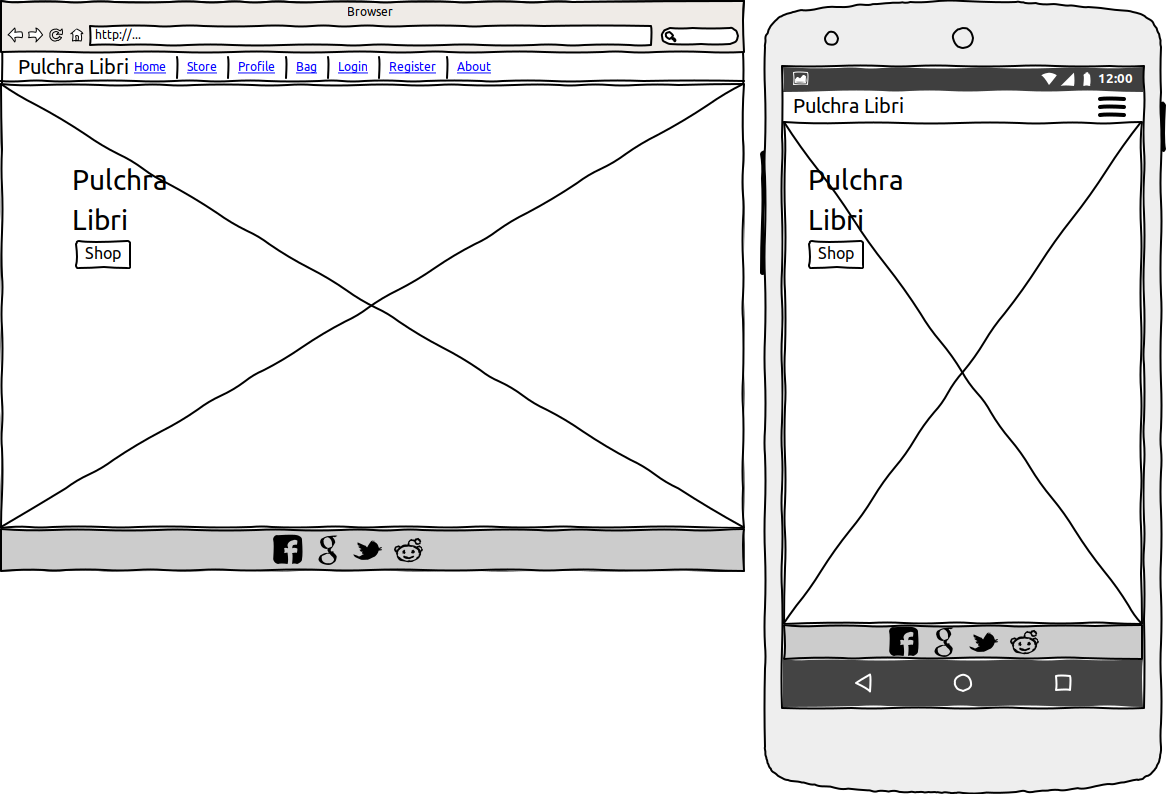 Browser
http://...
Pulchra Libri Home Store Profile Bag Login Register About
Pulchra
Libri
Shop
12:00
Pulchra Libri
Pulchra
Libri
Shop